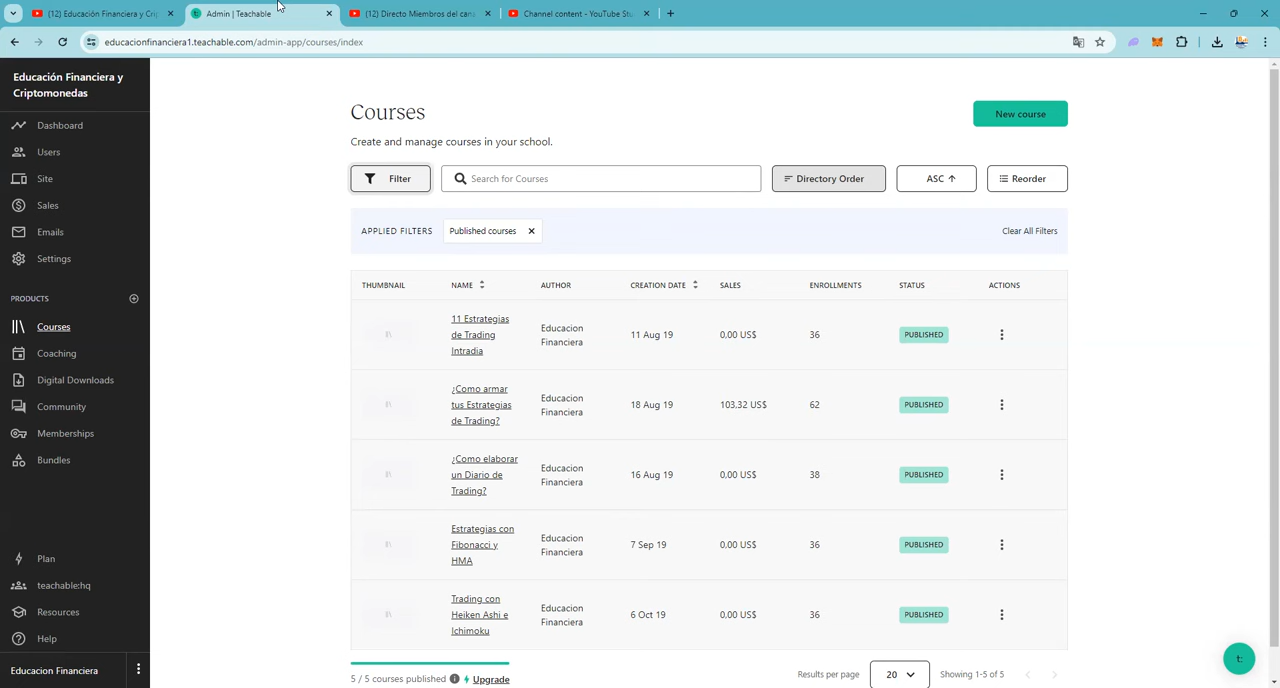 (12) Educación Financiera y Cri
Admin | Teachable
(12) Directo Miembros del cana
Channel content - YouTube Stu
educacionfinanciera1.teachable.com/admin-app/courses/index
Educación Financiera y
Criptomonedas
Dashboard
Users
Site
Sales
Emails
Settings
PRODUCTS
Courses
Coaching
Digital Downloads
Community
Memberships
Bundles
Plan
teachable:hq
Resources
Help
Educacion Financiera
Courses
New course
Create and manage courses in your school.
Filter
Search for Courses
Directory Order
ASC ↑
Reorder
APPLIED FILTERS
Published courses
Clear All Filters
THUMBNAIL NAME AUTHOR CREATION DATE SALES ENROLLMENTS STATUS ACTIONS
11 Estrategias
de Trading
Intradia
Educacion
Financiera
11 Aug 19
0,00 US$
36
PUBLISHED
¿Como armar
tus Estrategias
de Trading?
Educacion
Financiera
18 Aug 19
103,32 US$
62
PUBLISHED
¿Como elaborar
un Diario de
Trading?
Educacion
Financiera
16 Aug 19
0,00 US$
38
PUBLISHED
Estrategias con
Fibonacci y
HMA
Educacion
Financiera
7 Sep 19
0,00 US$
36
PUBLISHED
Trading con
Heiken Ashi e
Ichimoku
Educacion
Financiera
6 Oct 19
0,00 US$
36
PUBLISHED
5 / 5 courses published
Upgrade
Results per page
20
Showing 1-5 of 5
t: